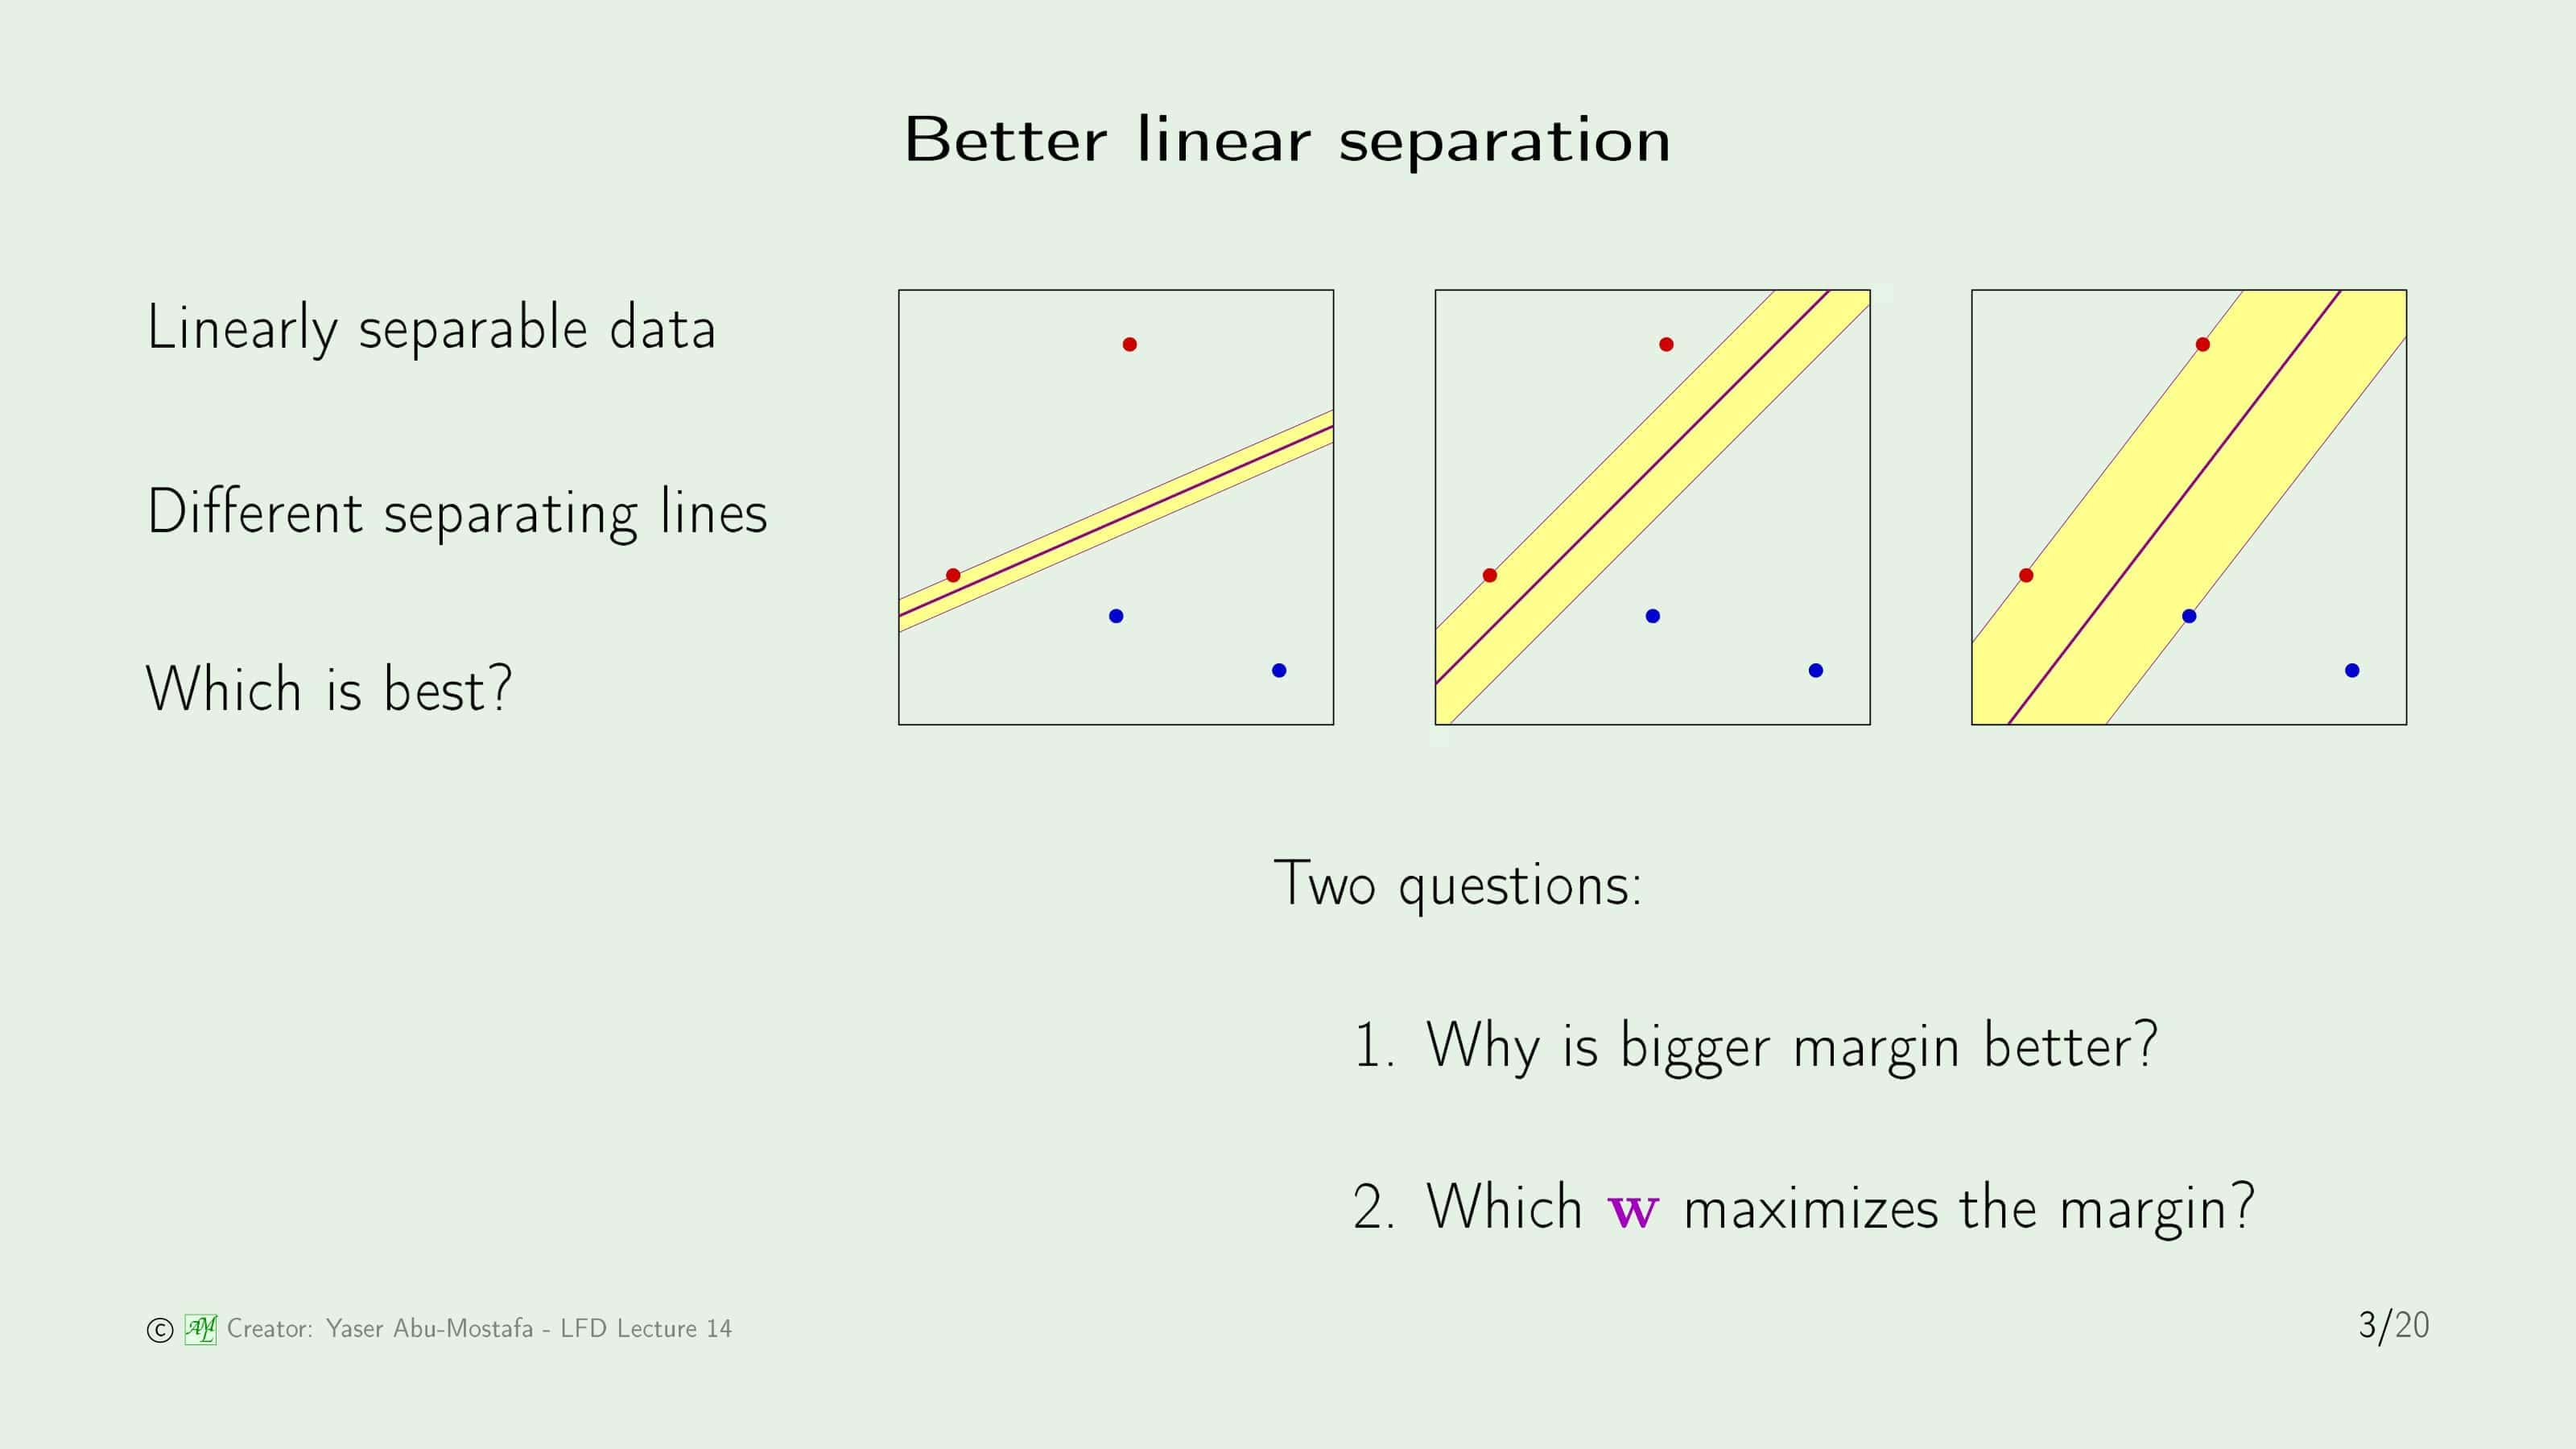 Better linear separation
Linearly separable data
Different separating lines
Which is best?
Two questions:
1. Why is bigger margin better?
2. Which w maximizes the margin?
© AML Creator: Yaser Abu-Mostafa - LFD Lecture 14
3/20